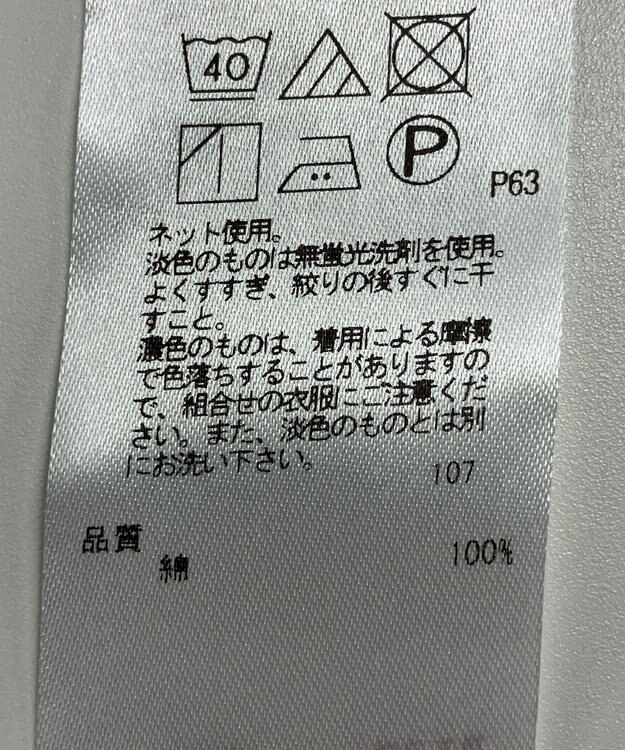 40
P
P63
ネット使用。
淡色のものは無蛍光洗剤を使用。
よくすすぎ、絞りの後すぐに干
すこと。
濃色のものは、着用による摩擦
で色落ちすることがありますの
で、組合せの衣服にご注意くだ
さい。また、淡色のものとは別
にお洗い下さい。
107
品質
綿 100%